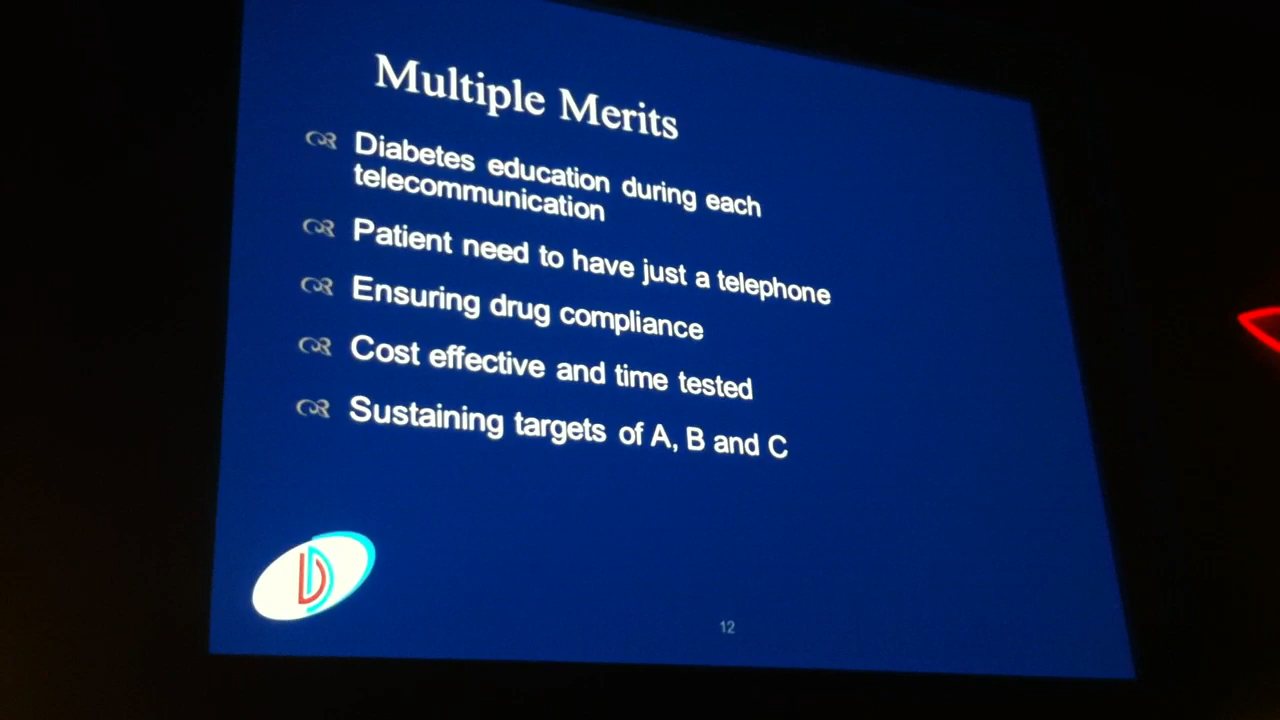 Multiple Merits
Diabetes education during each
telecommunication
Patient need to have just a telephone
Ensuring drug compliance
Cost effective and time tested
Sustaining targets of A, B and C
12